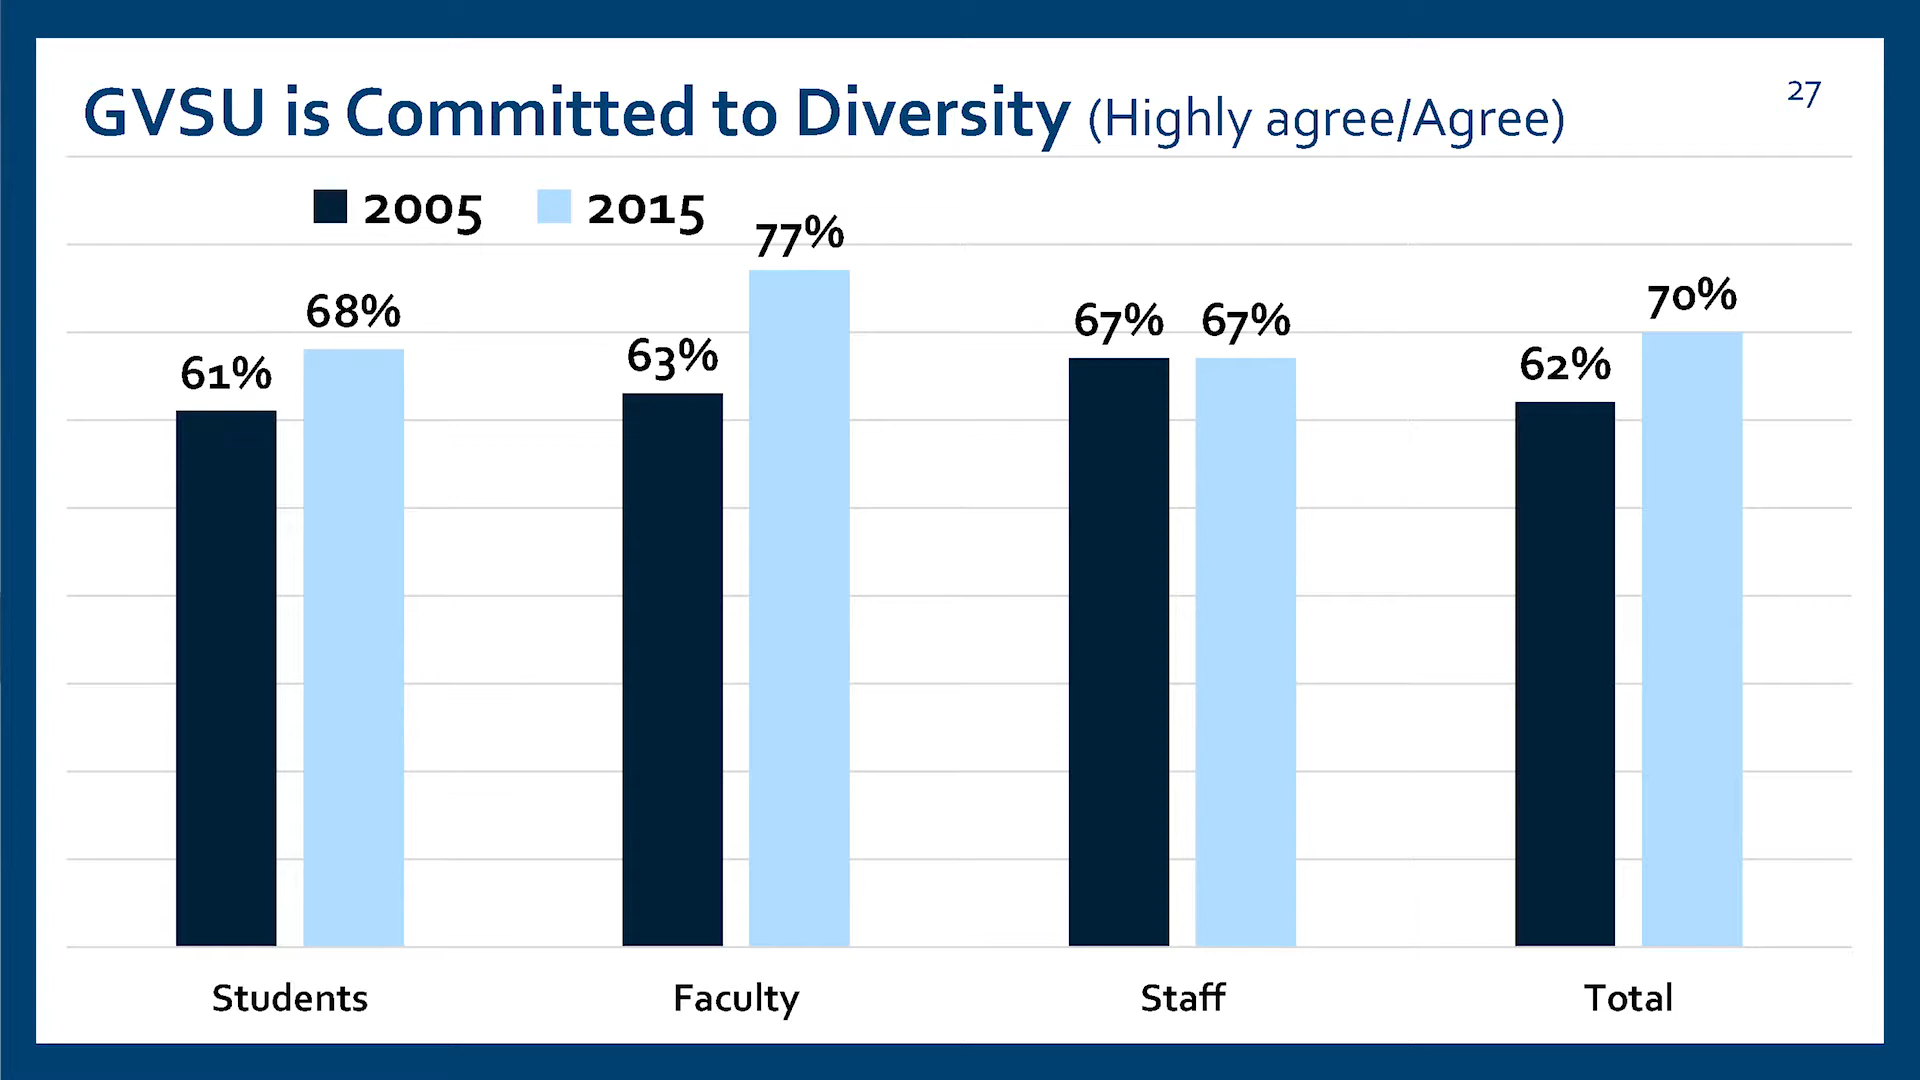 GVSU is Committed to Diversity (Highly agree/Agree)
27
2005 2015
61% 68% 63% 77% 67% 67% 62% 70%
Students Faculty Staff Total